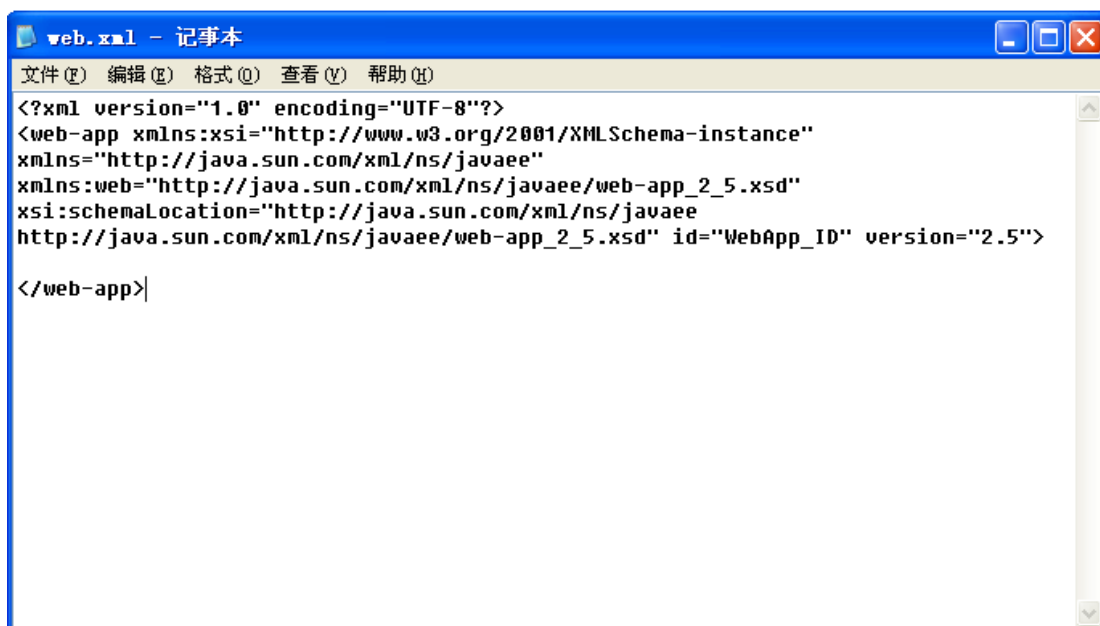 web.xml - 记事本
文件(F) 编辑(E) 格式(O) 查看(V) 帮助(H)
<?xml version="1.0" encoding="UTF-8"?>
<web-app xmlns:xsi="http://www.w3.org/2001/XMLSchema-instance"
xmlns="http://java.sun.com/xml/ns/javaee"
xmlns:web="http://java.sun.com/xml/ns/javaee/web-app_2_5.xsd"
xsi:schemaLocation="http://java.sun.com/xml/ns/javaee
http://java.sun.com/xml/ns/javaee/web-app_2_5.xsd" id="WebApp_ID" version="2.5">
</web-app>